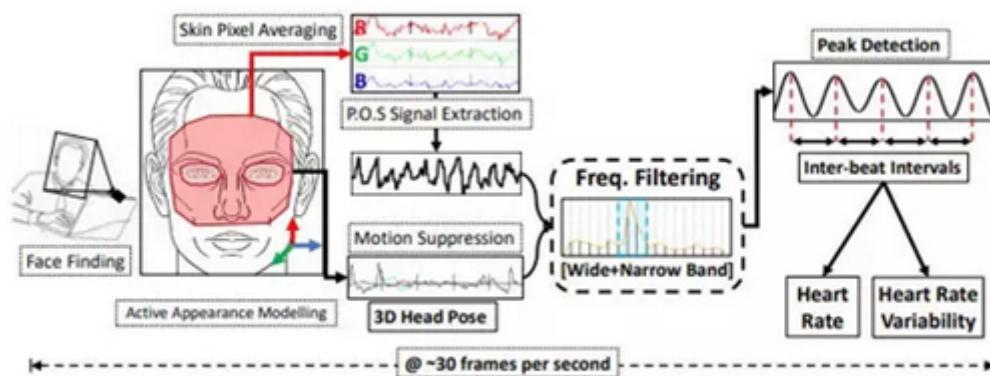 Skin Pixel Averaging
R
G
B
P.O.S Signal Extraction
Face Finding
Active Appearance Modelling
Motion Suppression
3D Head Pose
Freq. Filtering
[Wide+Narrow Band]
Peak Detection
Inter-beat Intervals
Heart
Rate
Heart Rate
Variability
@ ~30 frames per second